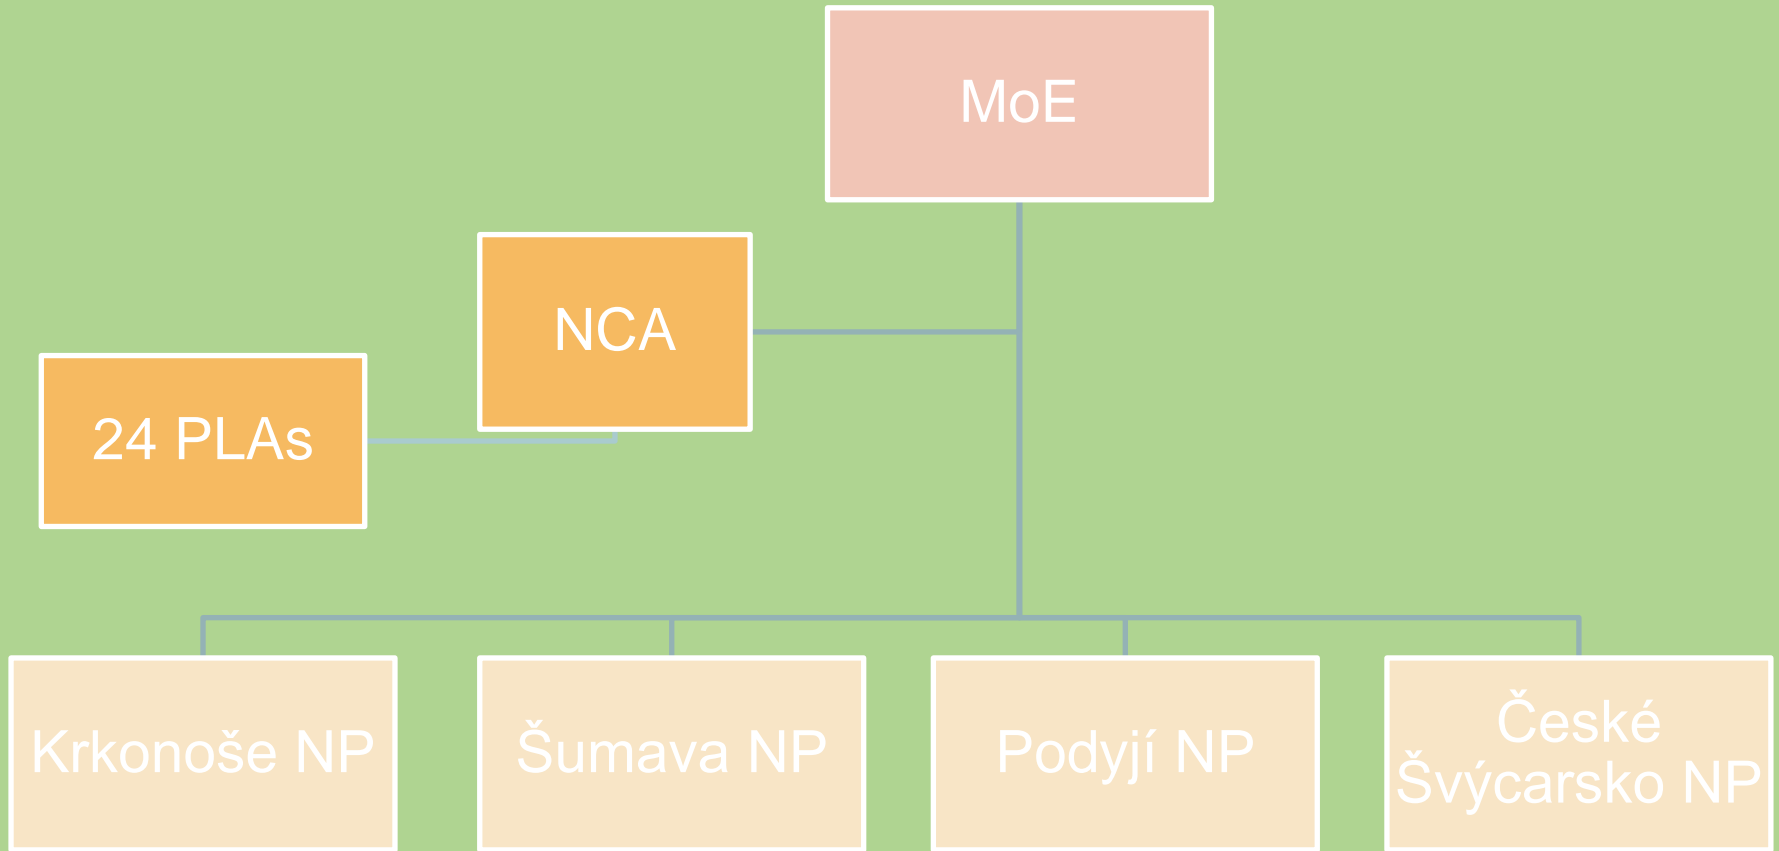 MoE
NCA
24 PLAs
Krkonoše NP
Šumava NP
Podyjí NP
České
Švýcarsko NP